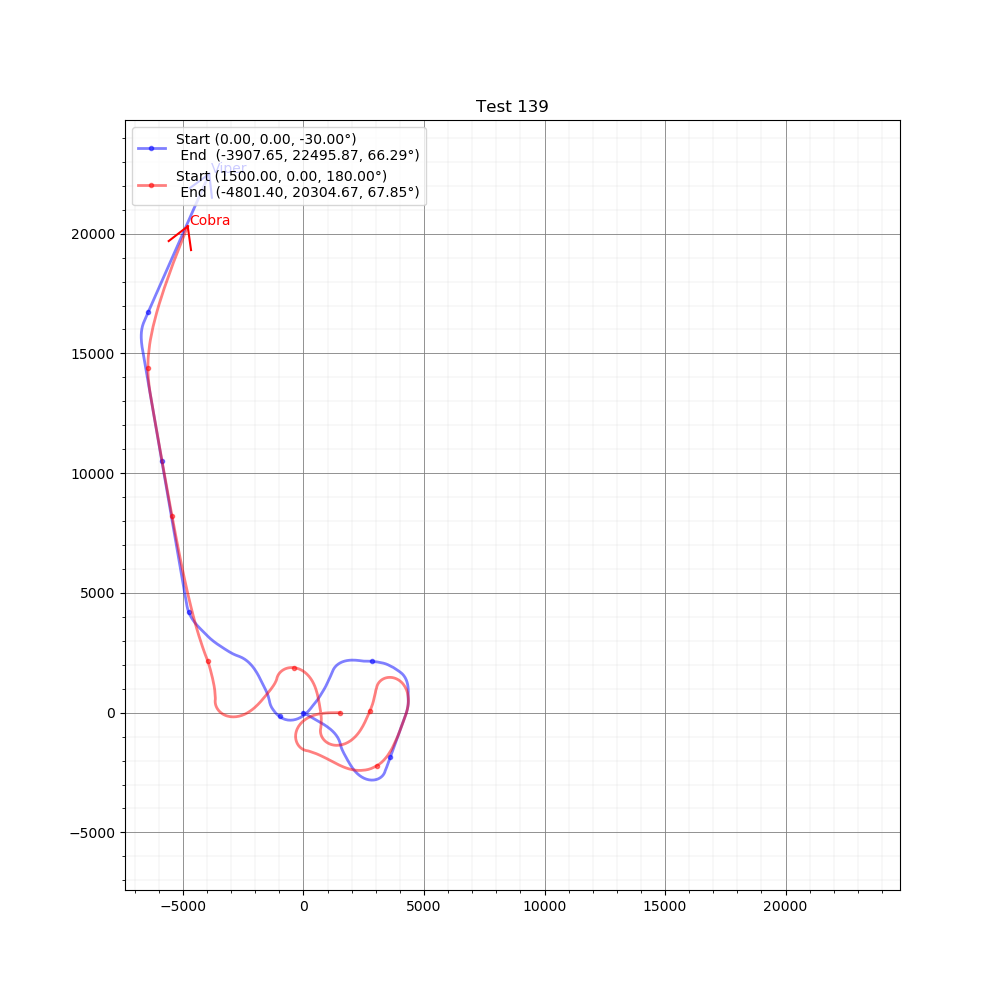 Test 139
Start (0.00, 0.00, -30.00°)
End (-3907.65, 22495.87, 66.29°)
Start (1500.00, 0.00, 180.00°)
End (-4801.40, 20304.67, 67.85°)
Viper
Cobra
20000
15000
10000
5000
0
−5000
−5000
0
5000
10000
15000
20000